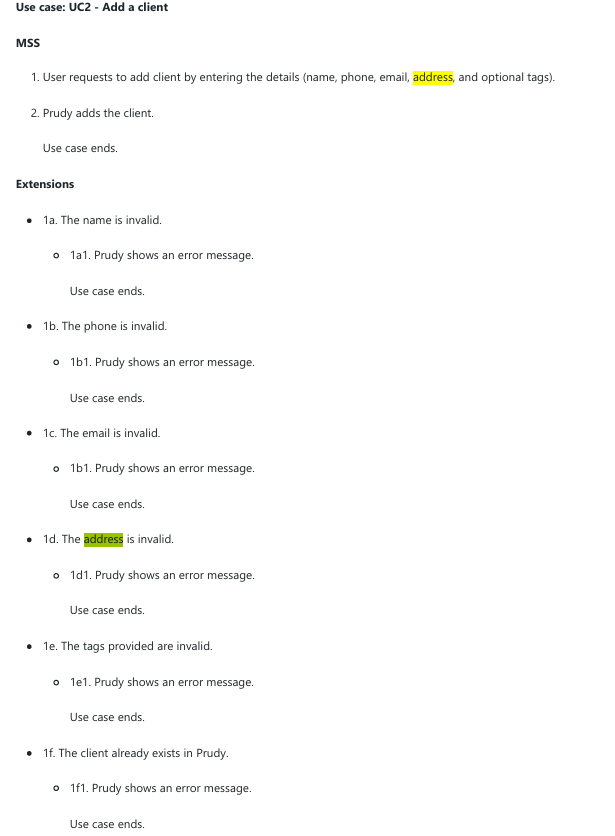 Use case: UC2 - Add a client
MSS
1. User requests to add client by entering the details (name, phone, email, address, and optional tags).
2. Prudy adds the client.
Use case ends.
Extensions
• 1a. The name is invalid.
○ 1a1. Prudy shows an error message.
Use case ends.
• 1b. The phone is invalid.
○ 1b1. Prudy shows an error message.
Use case ends.
• 1c. The email is invalid.
○ 1b1. Prudy shows an error message.
Use case ends.
• 1d. The address is invalid.
○ 1d1. Prudy shows an error message.
Use case ends.
• 1e. The tags provided are invalid.
○ 1e1. Prudy shows an error message.
Use case ends.
• 1f. The client already exists in Prudy.
○ 1f1. Prudy shows an error message.
Use case ends.